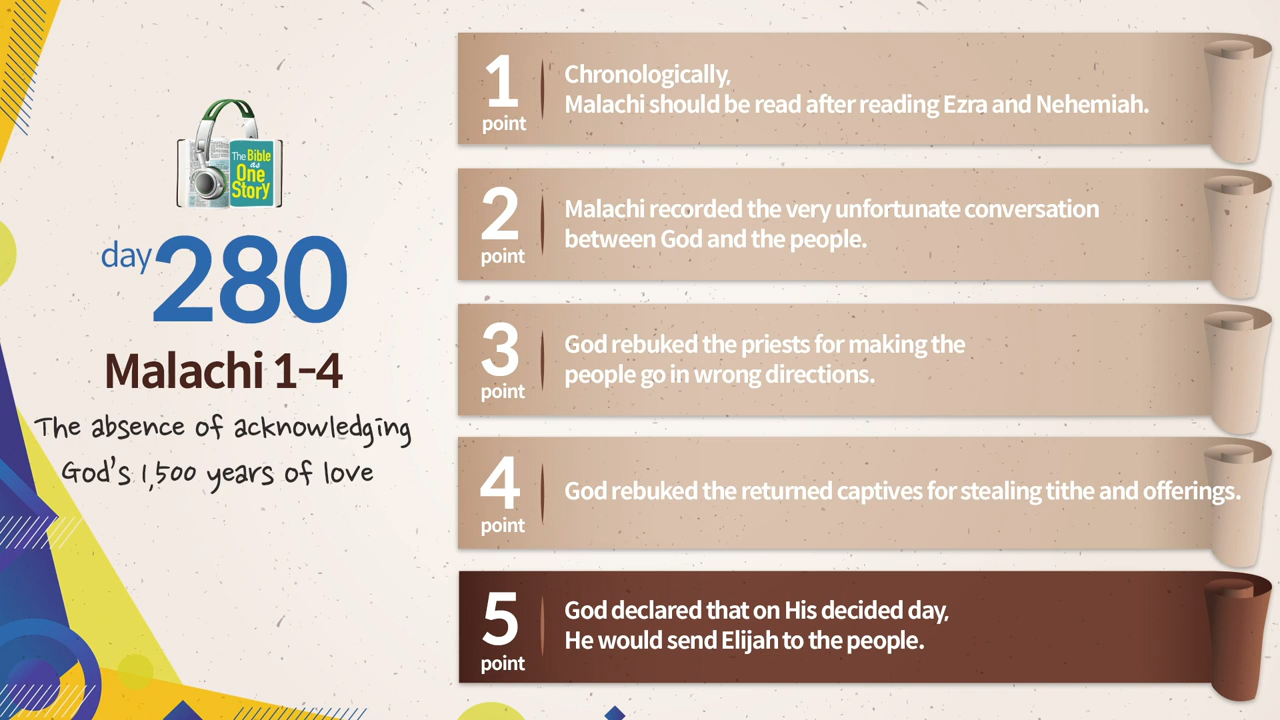 The Bible
as
One
Story
day 280
Malachi 1-4
The absence of acknowledging
God's 1,500 years of love
1
point
Chronologically,
Malachi should be read after reading Ezra and Nehemiah.
2
point
Malachi recorded the very unfortunate conversation
between God and the people.
3
point
God rebuked the priests for making the
people go in wrong directions.
4
point
God rebuked the returned captives for stealing tithe and offerings.
5
point
God declared that on His decided day,
He would send Elijah to the people.